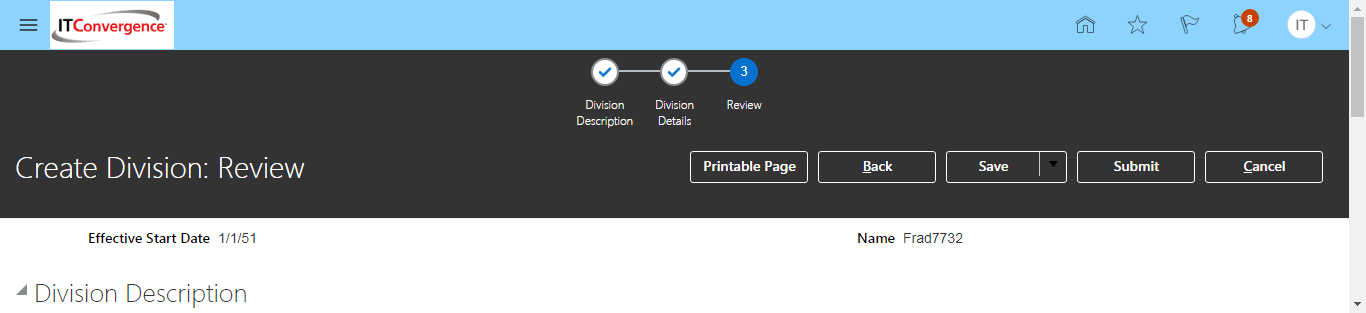 ITConvergence
8
IT
3
Division Description
Division Details
Review
Create Division: Review
Printable Page
Back
Save
Submit
Cancel
Effective Start Date 1/1/51
Name Frad7732
Division Description